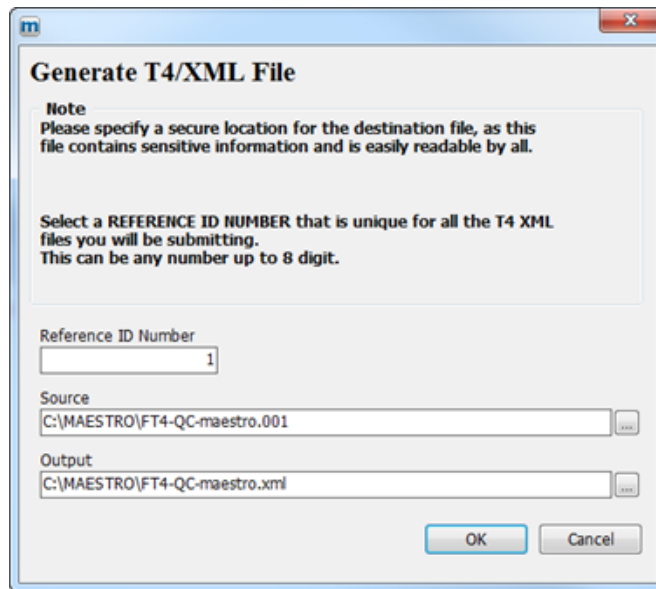 m
Generate T4/XML File
Note
Please specify a secure location for the destination file, as this
file contains sensitive information and is easily readable by all.
Select a REFERENCE ID NUMBER that is unique for all the T4 XML
files you will be submitting.
This can be any number up to 8 digit.
Reference ID Number
1
Source
C:\MAESTRO\FT4-QC-maestro.001
...
Output
C:\MAESTRO\FT4-QC-maestro.xml
...
OK Cancel